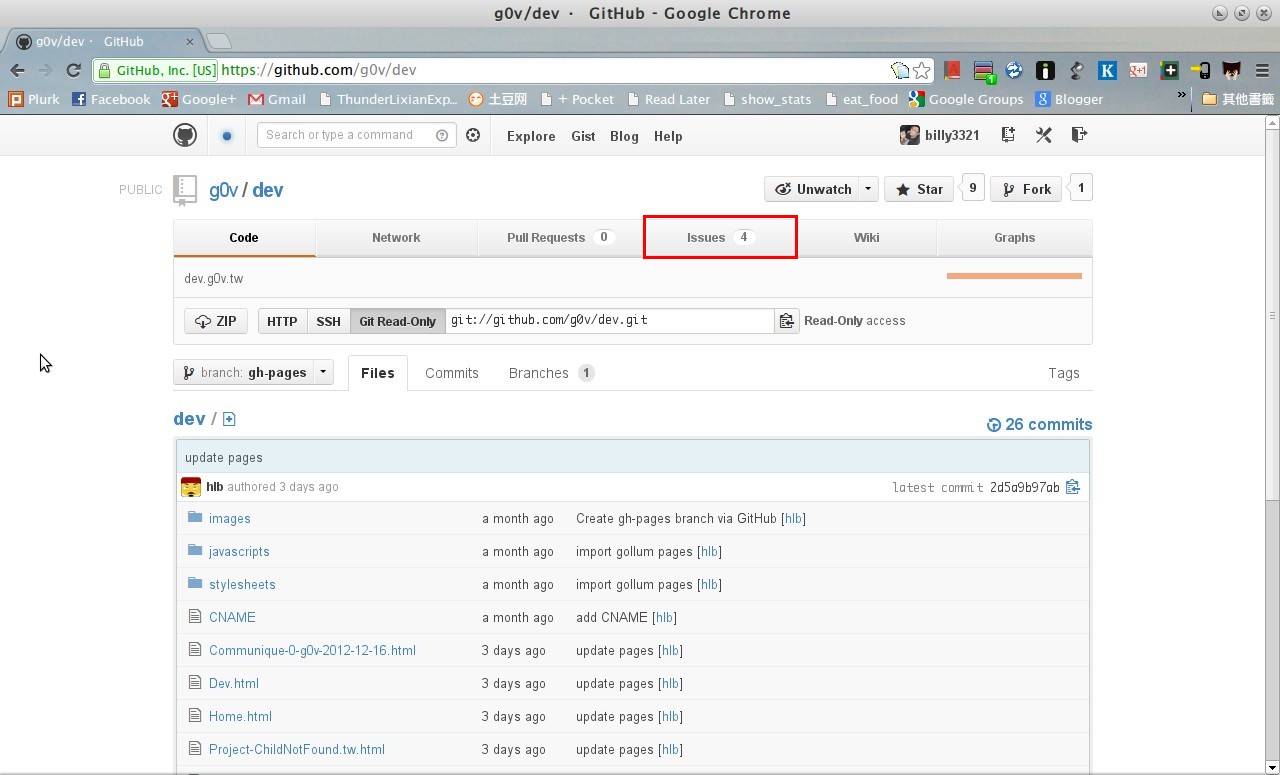 g0v/dev · GitHub - Google Chrome
g0v/dev · GitHub
GitHub, Inc. [US] https://github.com/g0v/dev
Plurk Facebook Google+ Gmail ThunderLixianExp... 土豆网 + Pocket Read Later show_stats eat_food Google Groups Blogger » 其他書籤
Search or type a command Explore Gist Blog Help billy3321
PUBLIC g0v / dev Unwatch Star 9 Fork 1
Code Network Pull Requests 0 Issues 4 Wiki Graphs
dev.g0v.tw
ZIP HTTP SSH Git Read-Only git://github.com/g0v/dev.git Read-Only access
branch: gh-pages Files Commits Branches 1 Tags
dev /
26 commits
update pages
hlb authored 3 days ago latest commit 2d5a9b97ab
images a month ago Create gh-pages branch via GitHub [hlb]
javascripts a month ago import gollum pages [hlb]
stylesheets a month ago import gollum pages [hlb]
CNAME a month ago add CNAME [hlb]
Communique-0-g0v-2012-12-16.html 3 days ago update pages [hlb]
Dev.html 3 days ago update pages [hlb]
Home.html 3 days ago update pages [hlb]
Project-ChildNotFound.tw.html 3 days ago update pages [hlb]